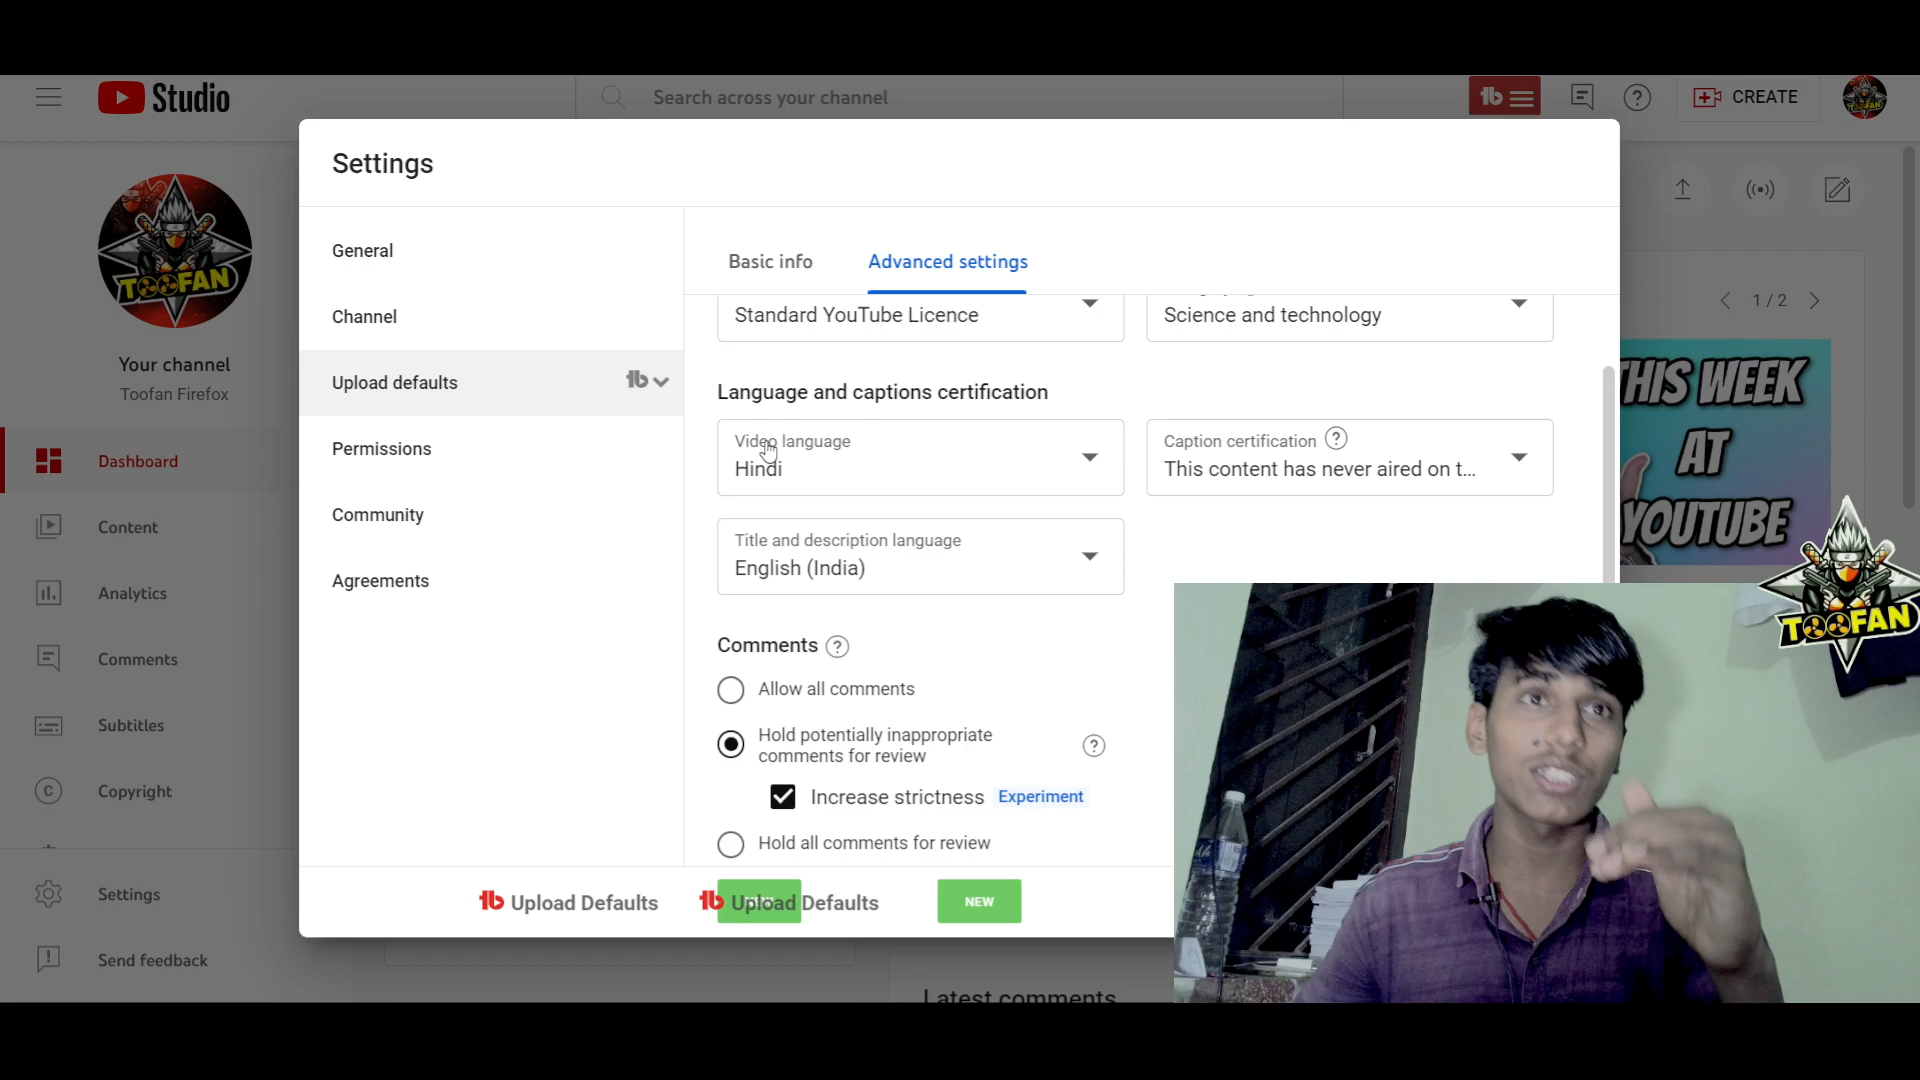 Studio
Search across your channel
CREATE
Settings
General
Basic info
Advanced settings
Channel
Standard YouTube Licence
Science and technology
1 / 2
THIS WEEK
AT
YOUTUBE
TOOFAN
Your channel
Toofan Firefox
Upload defaults
Language and captions certification
Video language
Hindi
Caption certification
This content has never aired on t...
Permissions
Dashboard
Community
Title and description language
English (India)
Content
Agreements
Analytics
TOOFAN
Comments
Comments
Allow all comments
Subtitles
Hold potentially inappropriate
comments for review
Copyright
Increase strictness Experiment
Hold all comments for review
Settings
Upload Defaults
Upload Defaults
NEW
Send feedback
Latest comments